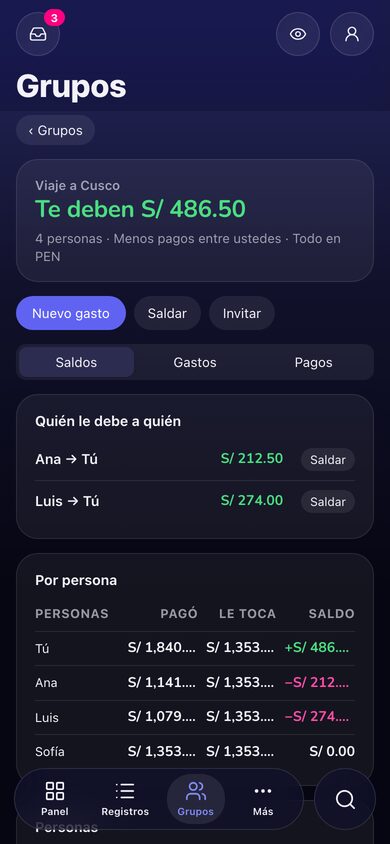 3
Grupos
‹ Grupos
Viaje a Cusco
Te deben S/ 486.50
4 personas · Menos pagos entre ustedes · Todo en
PEN
Nuevo gasto Saldar Invitar
Saldos Gastos Pagos
Quién le debe a quién
Ana → Tú S/ 212.50 Saldar
Luis → Tú S/ 274.00 Saldar
Por persona
PERSONAS PAGÓ LE TOCA SALDO
Tú S/ 1,840.... S/ 1,353.... +S/ 486....
Ana S/ 1,141.... S/ 1,353.... −S/ 212....
Luis S/ 1,079.... S/ 1,353.... −S/ 274....
Sofía S/ 1,353.... S/ 1,353.... S/ 0.00
Panel Registros Grupos Más
Personas